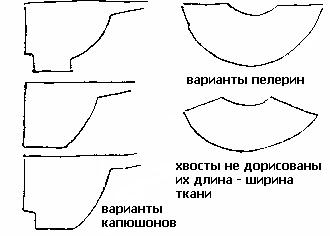 варианты пелерин
хвосты не дорисованы
их длина - ширина
ткани
варианты
капюшонов